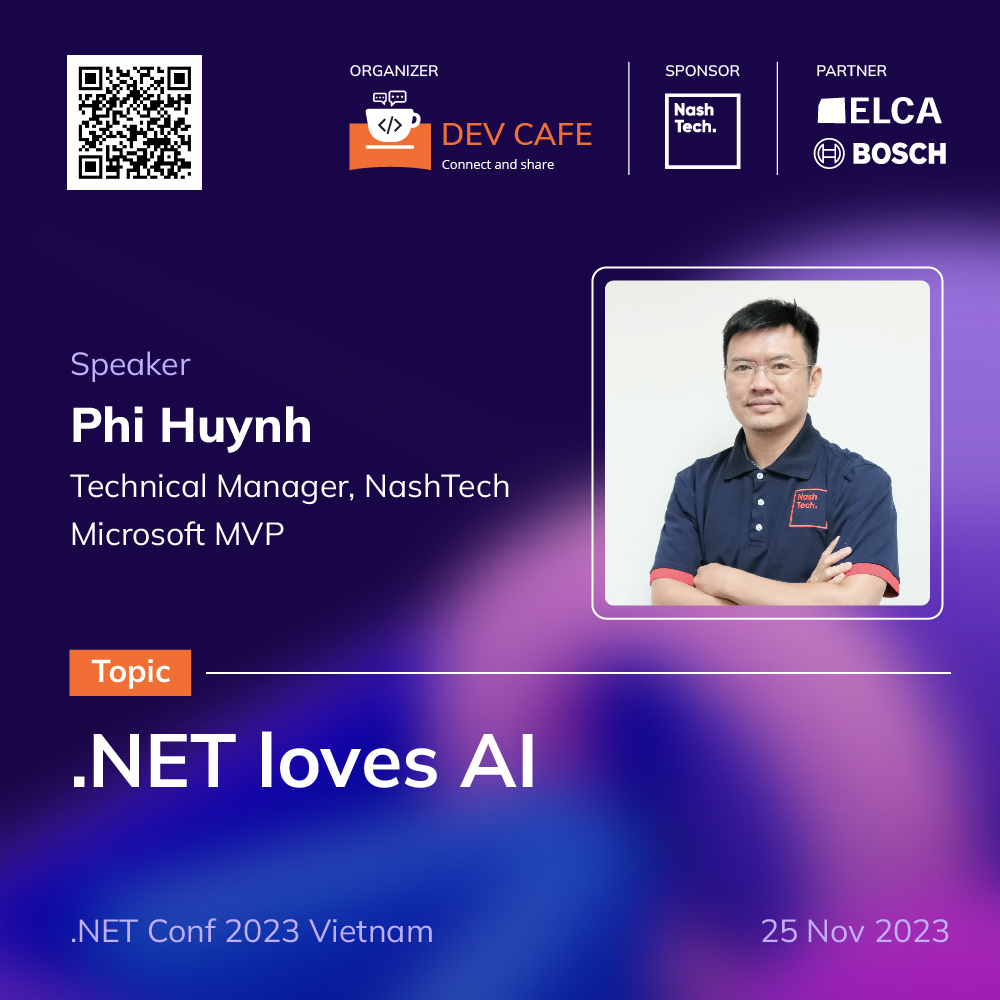 ORGANIZER
</>
DEV CAFE
Connect and share
SPONSOR
Nash
Tech.
PARTNER
ELCA
BOSCH
Speaker
Phi Huynh
Technical Manager, NashTech
Microsoft MVP
Nash
Tech.
Topic
.NET loves AI
.NET Conf 2023 Vietnam
25 Nov 2023